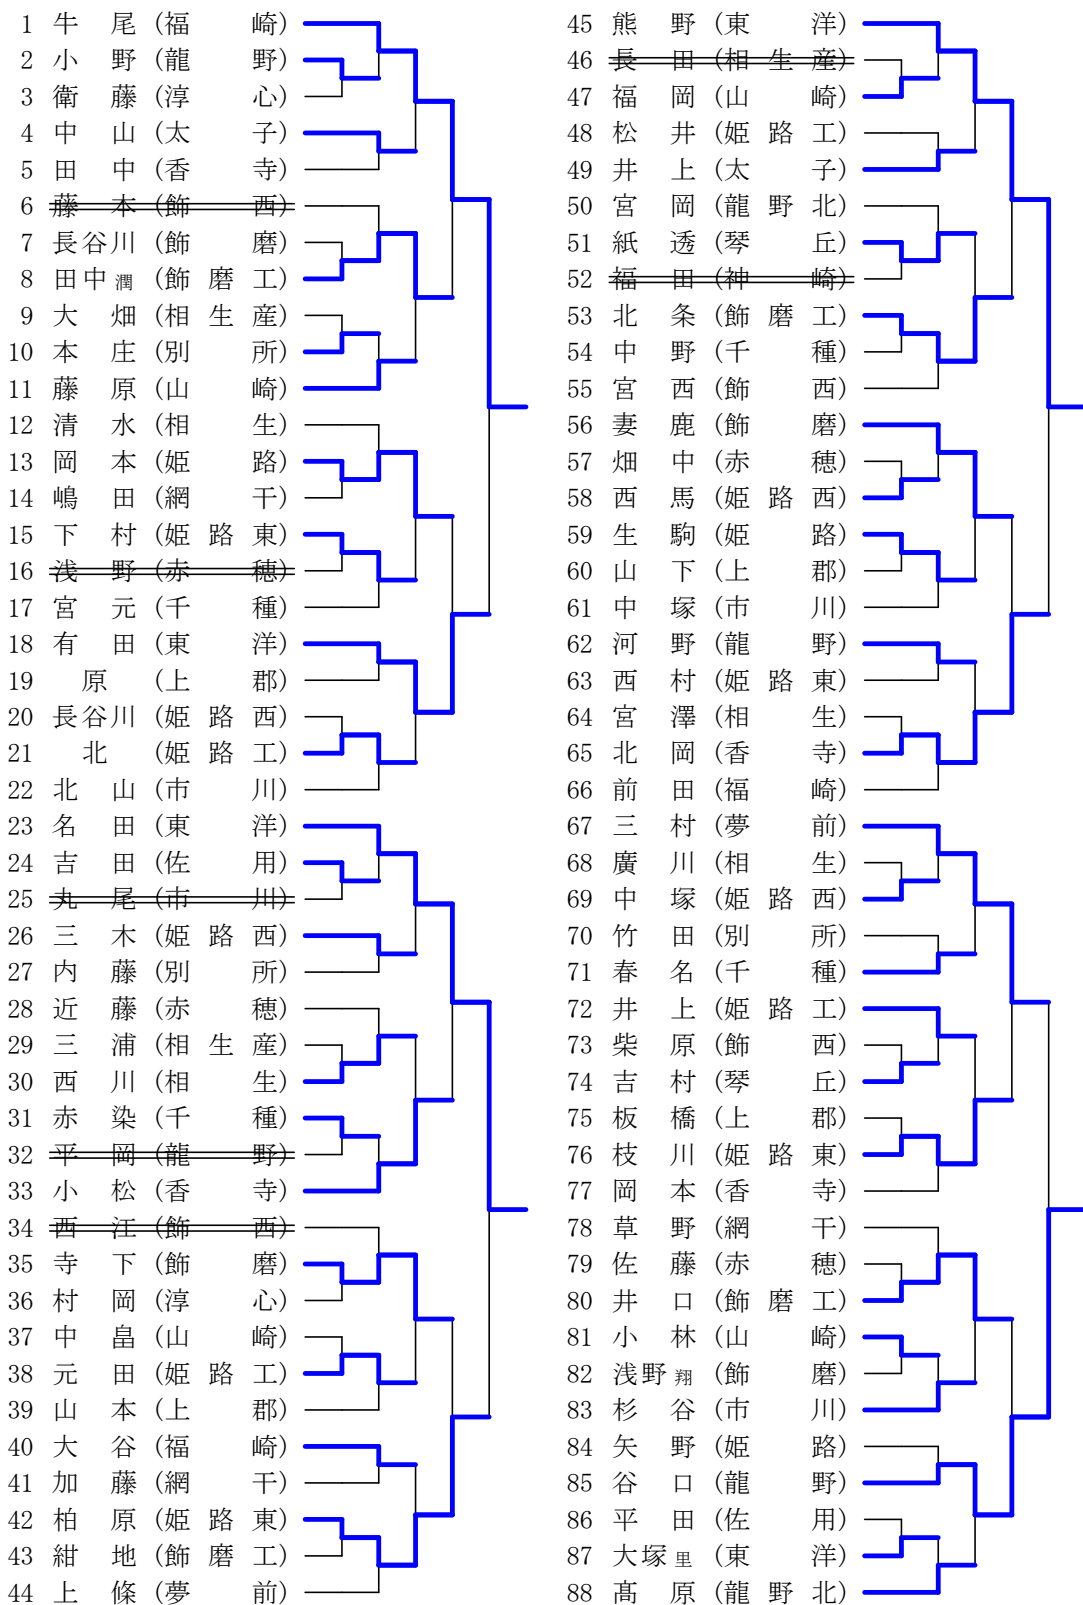 1 牛尾 (福崎)
2 小野 (龍野)
3 衛藤 (淳心)
4 中山 (太子)
5 田中 (香寺)
6 藤本 (飾西)
7 長谷川 (飾磨)
8 田中潤 (飾磨工)
9 大畑 (相生産)
10 本庄 (別所)
11 藤原 (山崎)
12 清水 (相生)
13 岡本 (姫路)
14 嶋田 (網干)
15 下村 (姫路東)
16 浅野 (赤穂)
17 宮元 (千種)
18 有田 (東洋)
19 原 (上郡)
20 長谷川 (姫路西)
21 北 (姫路工)
22 北山 (市川)
23 名田 (東洋)
24 吉田 (佐用)
25 丸尾 (市川)
26 三木 (姫路西)
27 内藤 (別所)
28 近藤 (赤穂)
29 三浦 (相生産)
30 西川 (相生)
31 赤染 (千種)
32 平岡 (龍野)
33 小松 (香寺)
34 西江 (飾西)
35 寺下 (飾磨)
36 村岡 (淳心)
37 中畠 (山崎)
38 元田 (姫路工)
39 山本 (上郡)
40 大谷 (福崎)
41 加藤 (網干)
42 柏原 (姫路東)
43 紺地 (飾磨工)
44 上條 (夢前)
45 熊野 (東洋)
46 長田 (相生産)
47 福岡 (山崎)
48 松井 (姫路工)
49 井上 (太子)
50 宮岡 (龍野北)
51 紙透 (琴丘)
52 福田 (神崎)
53 北条 (飾磨工)
54 中野 (千種)
55 宮西 (飾西)
56 妻鹿 (飾磨)
57 畑中 (赤穂)
58 西馬 (姫路西)
59 生駒 (姫路)
60 山下 (上郡)
61 中塚 (市川)
62 河野 (龍野)
63 西村 (姫路東)
64 宮澤 (相生)
65 北岡 (香寺)
66 前田 (福崎)
67 三村 (夢前)
68 廣川 (相生)
69 中塚 (姫路西)
70 竹田 (別所)
71 春名 (千種)
72 井上 (姫路工)
73 柴原 (飾西)
74 吉村 (琴丘)
75 板橋 (上郡)
76 枝川 (姫路東)
77 岡本 (香寺)
78 草野 (網干)
79 佐藤 (赤穂)
80 井口 (飾磨工)
81 小林 (山崎)
82 浅野翔 (飾磨)
83 杉谷 (市川)
84 矢野 (姫路)
85 谷口 (龍野)
86 平田 (佐用)
87 大塚里 (東洋)
88 髙原 (龍野北)